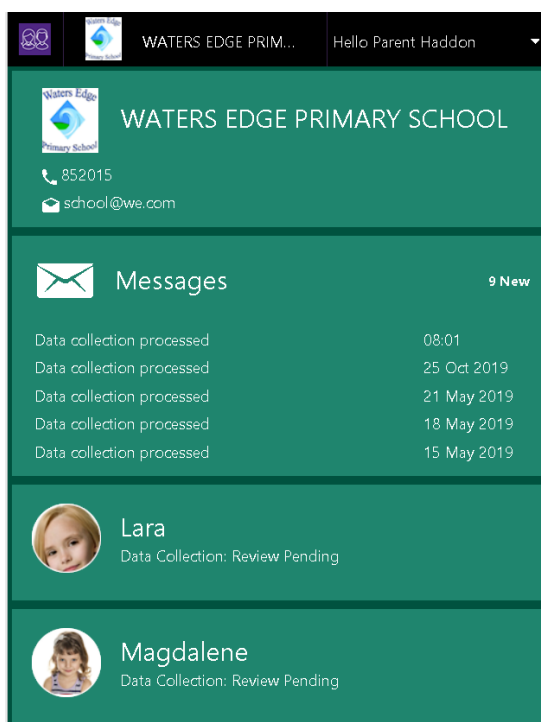 WATERS EDGE PRIM...
Hello Parent Haddon
Waters Edge
Primary School
WATERS EDGE PRIMARY SCHOOL
852015
school@we.com
Messages
9 New
Data collection processed 08:01
Data collection processed 25 Oct 2019
Data collection processed 21 May 2019
Data collection processed 18 May 2019
Data collection processed 15 May 2019
Lara
Data Collection: Review Pending
Magdalene
Data Collection: Review Pending